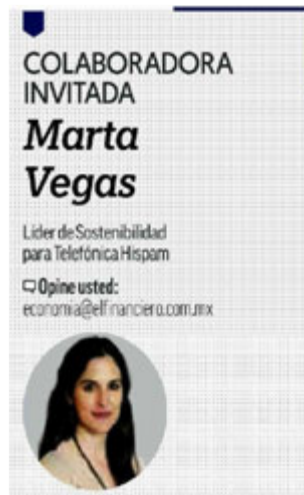 COLABORADORA
INVITADA
Marta
Vegas
Líder de Sostenibilidad
para Telefónica Hispam
Opine usted:
economia@elfinanciero.com.mx